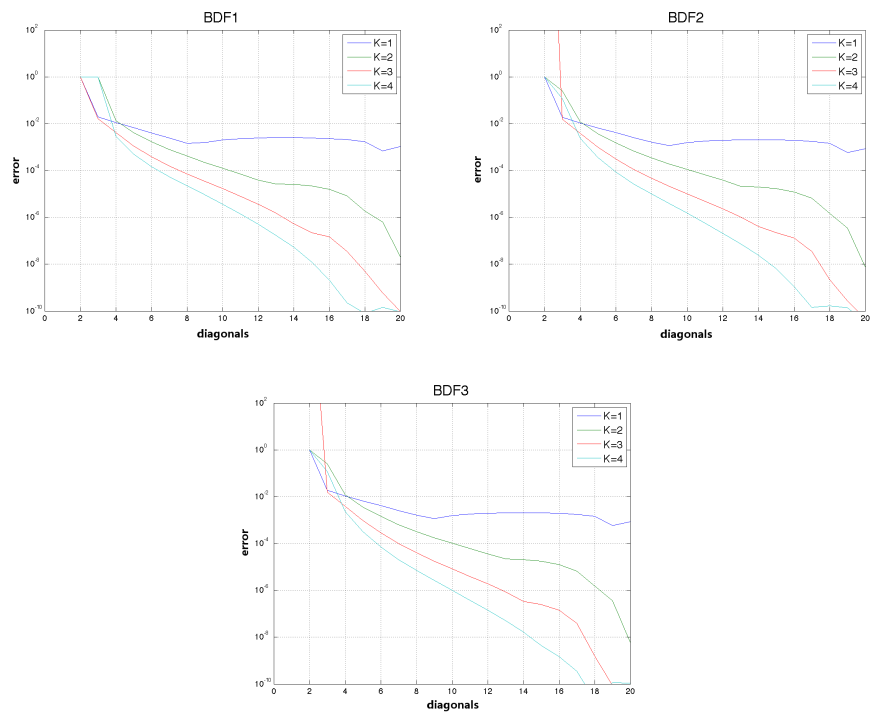 BDF1
10^2
10^0
10^-2
10^-4
10^-6
10^-8
10^-10
error
0 2 4 6 8 10 12 14 16 18 20
diagonals
K=1
K=2
K=3
K=4
BDF2
10^2
10^0
10^-2
10^-4
10^-6
10^-8
10^-10
error
0 2 4 6 8 10 12 14 16 18 20
diagonals
K=1
K=2
K=3
K=4
BDF3
10^2
10^0
10^-2
10^-4
10^-6
10^-8
10^-10
error
0 2 4 6 8 10 12 14 16 18 20
diagonals
K=1
K=2
K=3
K=4